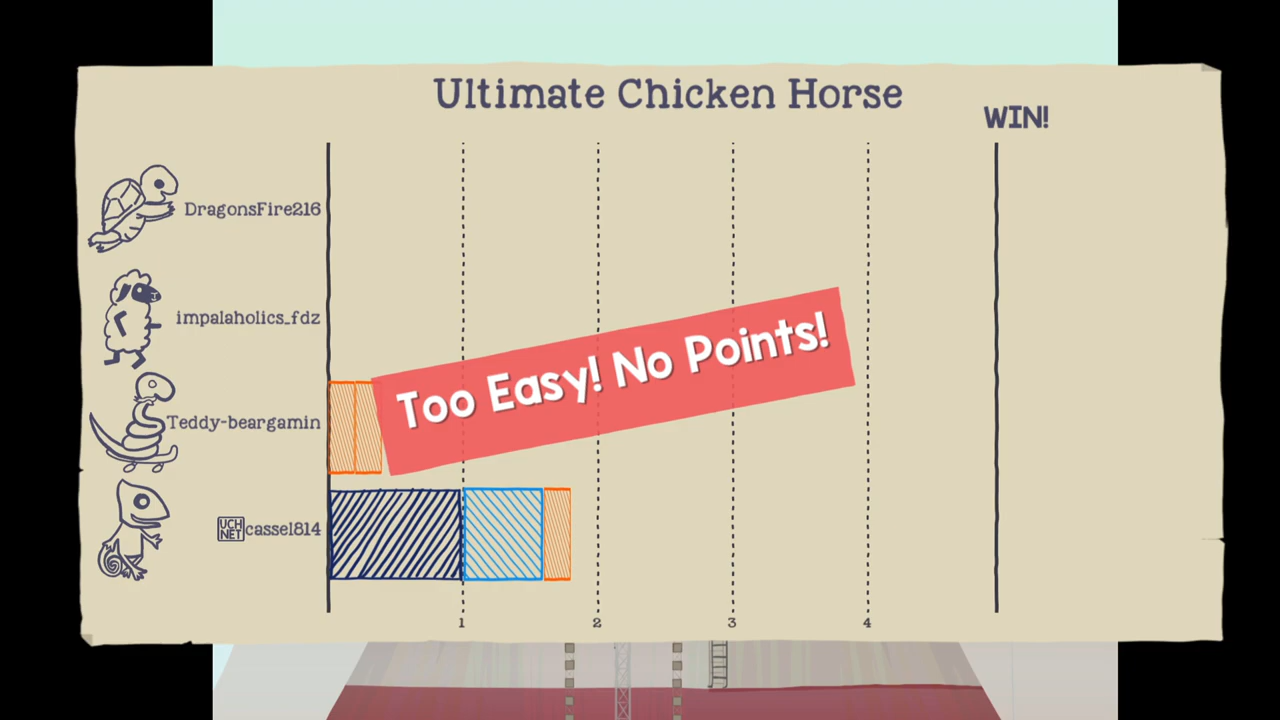 Ultimate Chicken Horse
WIN!
DragonsFire216
impalaholics_fdz
Too Easy! No Points!
Teddy-beargamin
UCH
NET
cassel814
1 2 3 4